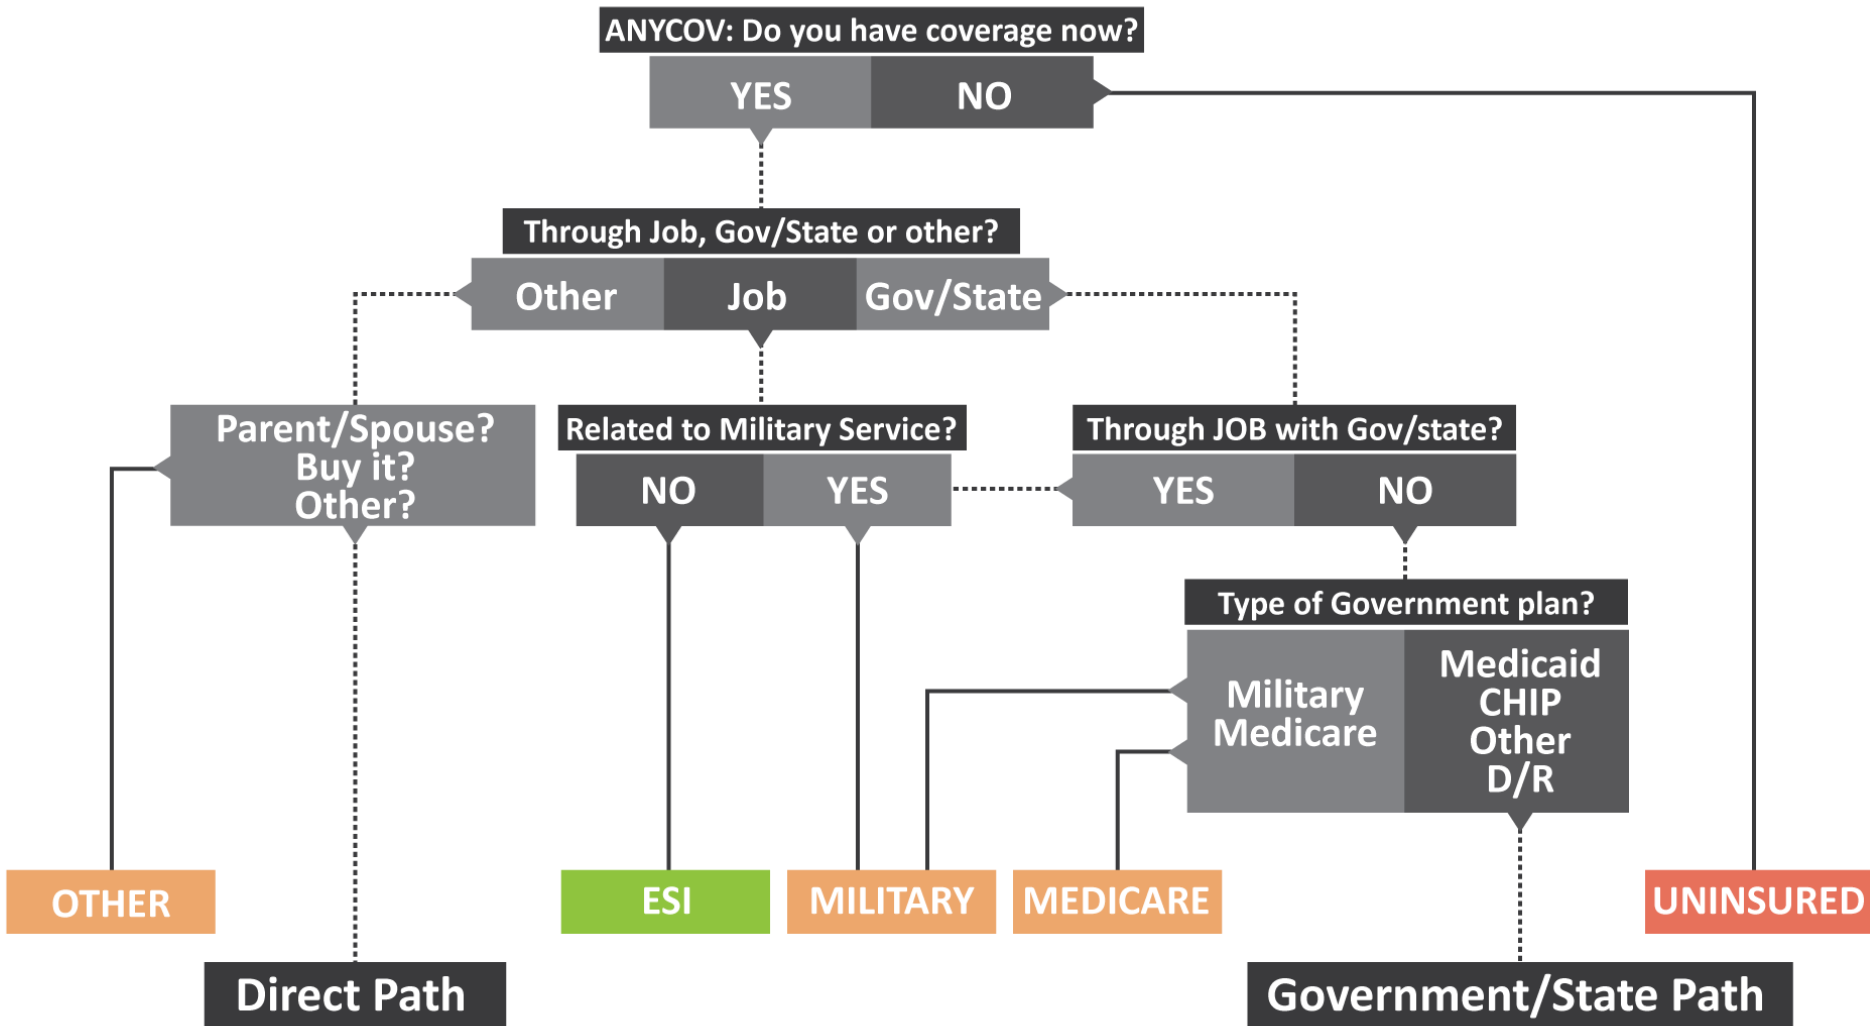 ANYCOV: Do you have coverage now?
YES
NO
Through Job, Gov/State or other?
Other
Job
Gov/State
Parent/Spouse?
Buy it?
Other?
Related to Military Service?
NO
YES
Through JOB with Gov/state?
YES
NO
Type of Government plan?
Military
Medicare
Medicaid
CHIP
Other
D/R
OTHER
ESI
MILITARY
MEDICARE
UNINSURED
Direct Path
Government/State Path